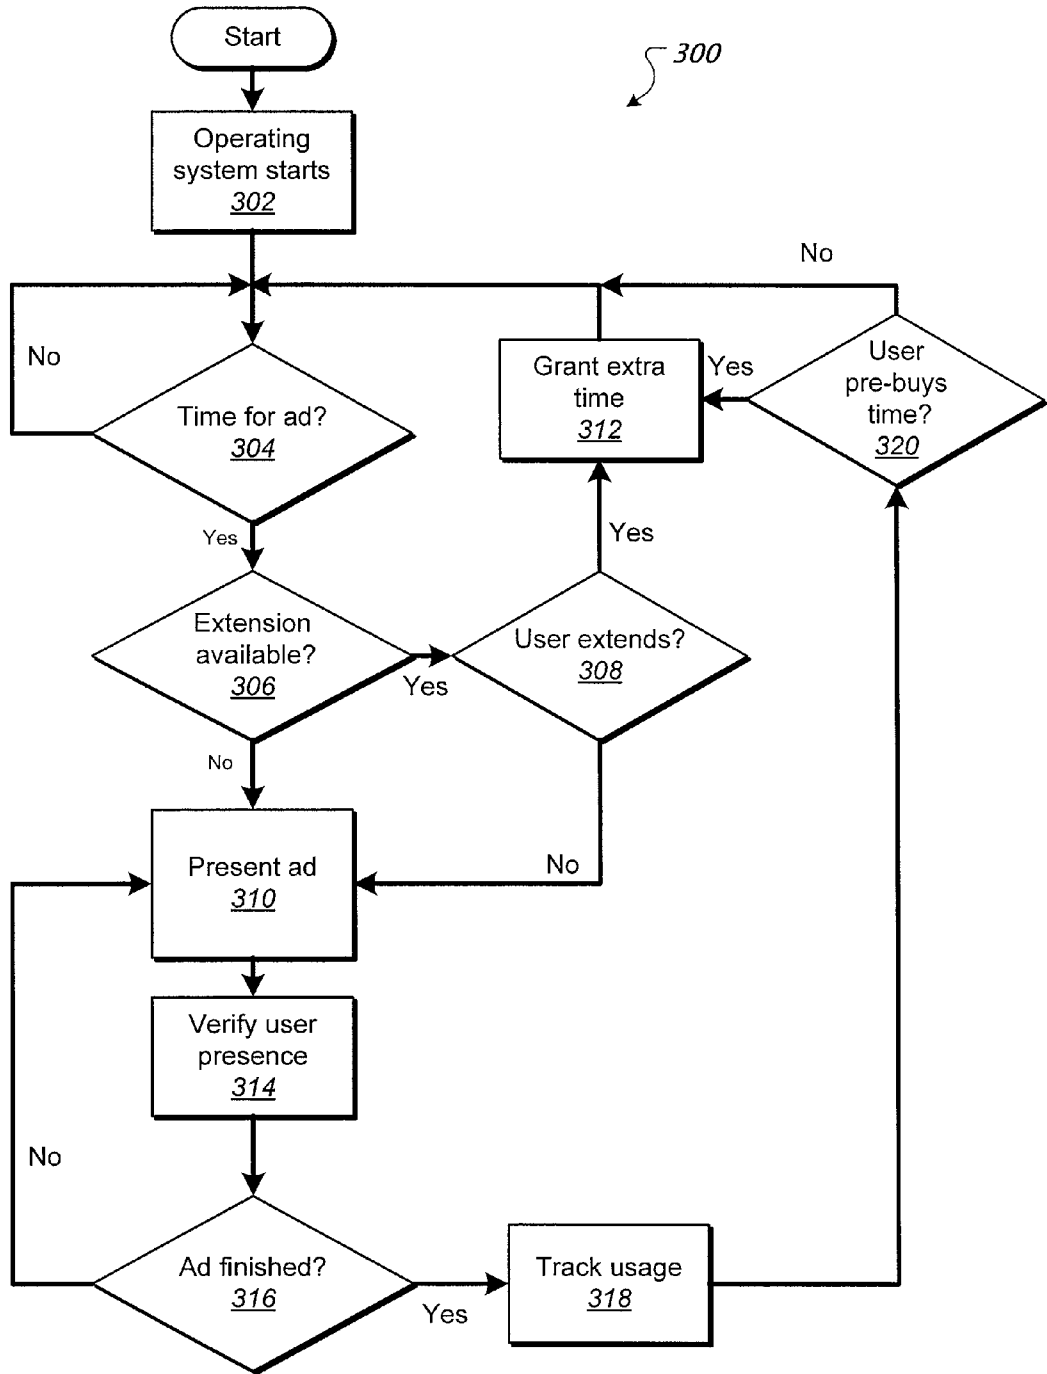 Start
300
Operating
system starts
302
No
No
Time for ad?
304
Grant extra
time
312
Yes
User
pre-buys
time?
320
Yes
Yes
Extension
available?
306
Yes
User extends?
308
No
No
Present ad
310
Verify user
presence
314
No
Ad finished?
316
Yes
Track usage
318